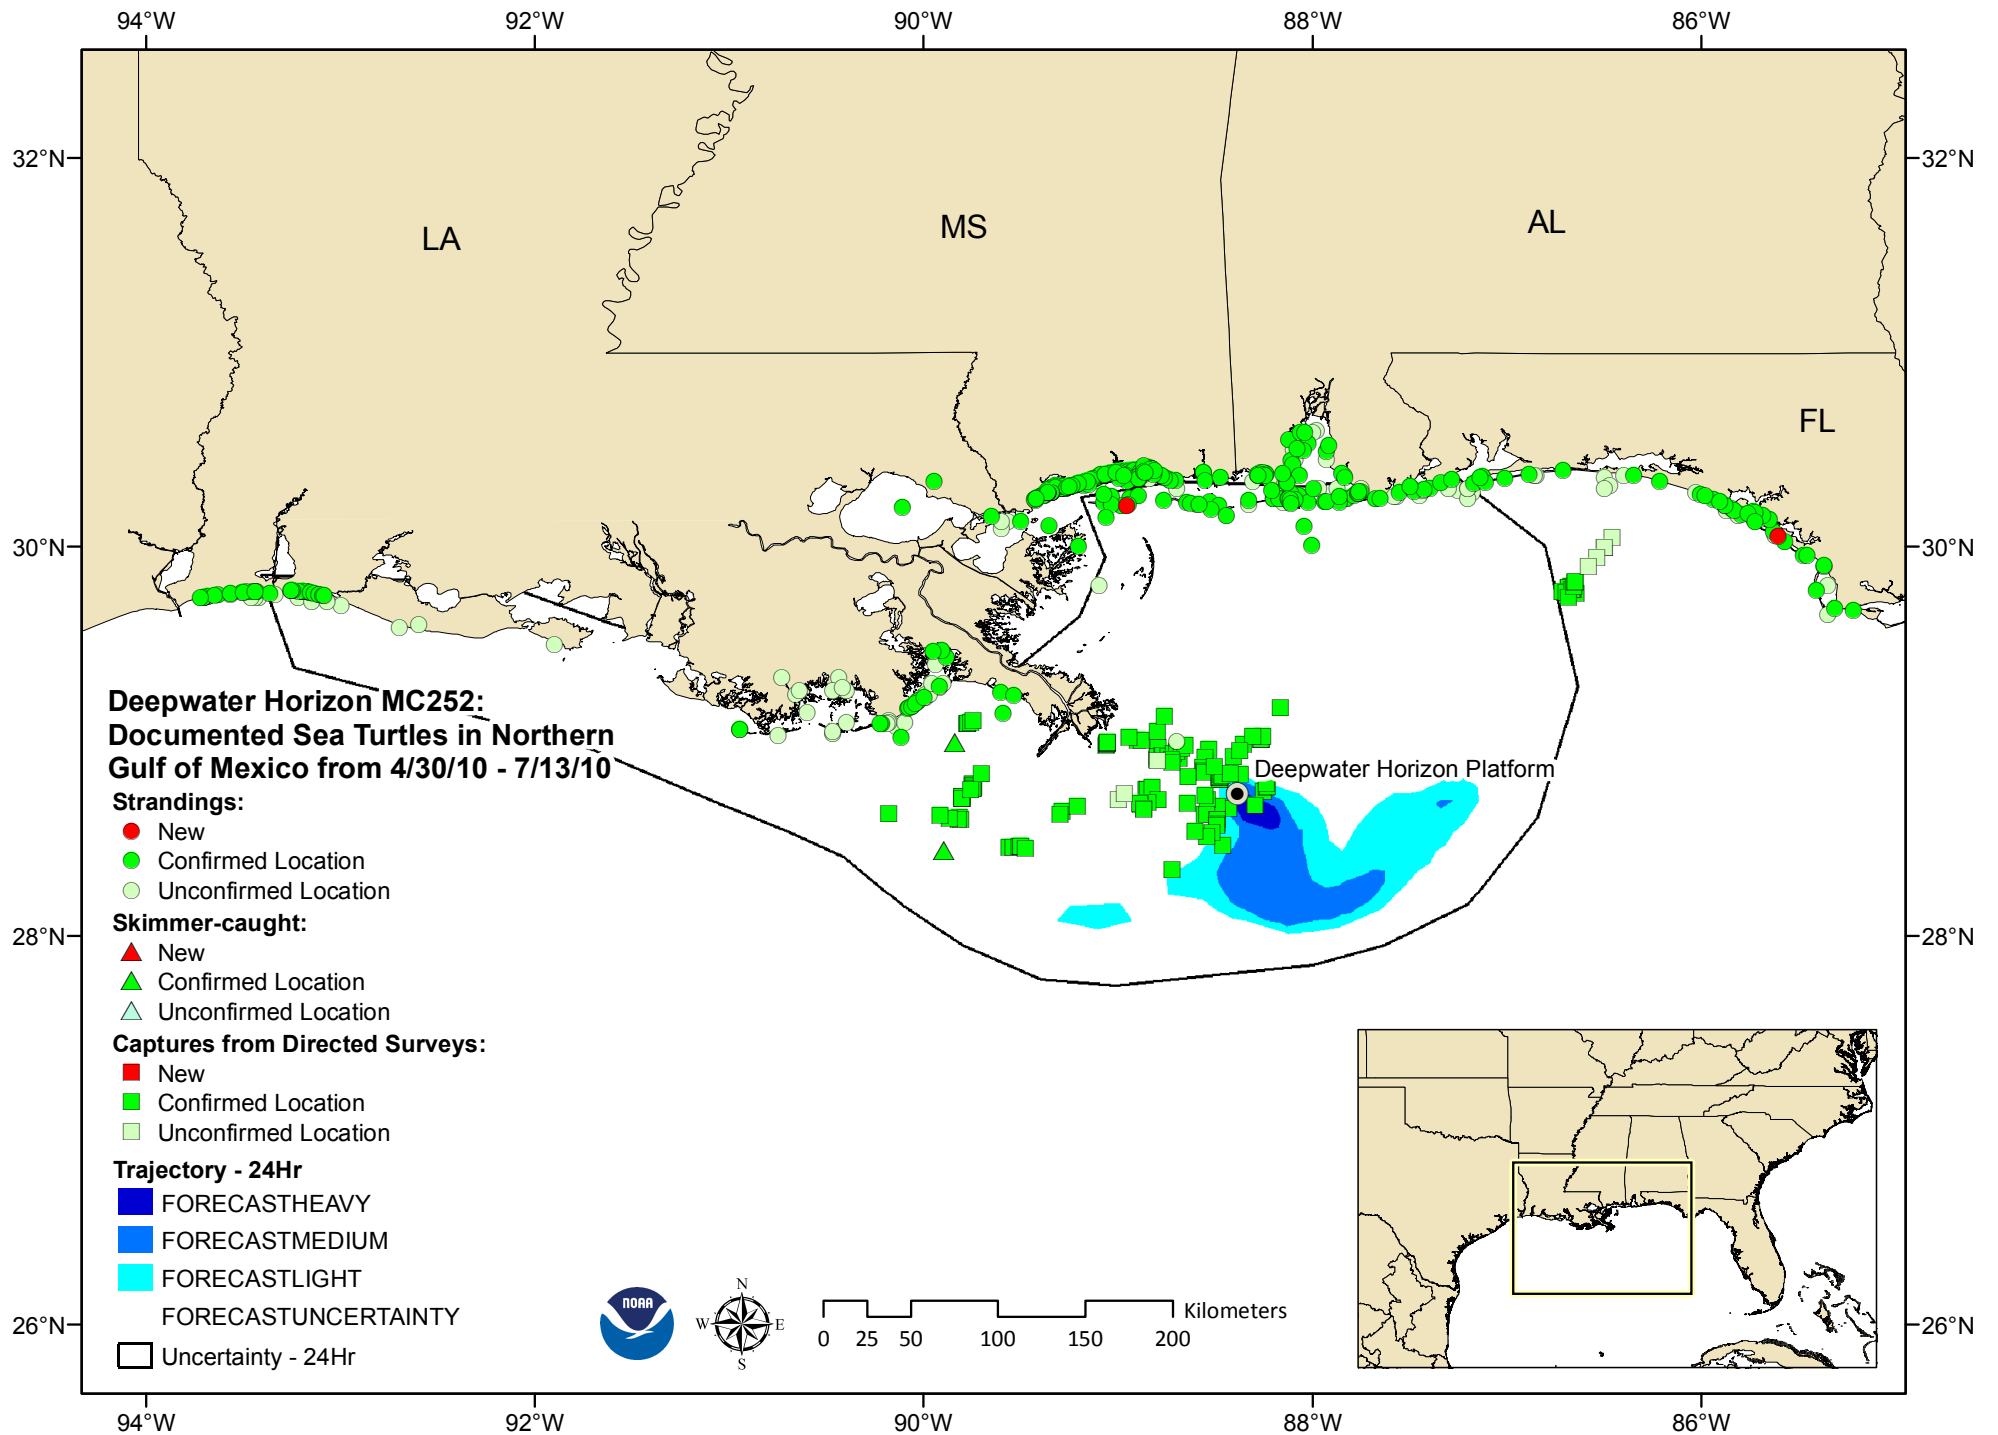 94°W 92°W 90°W 88°W 86°W
32°N 32°N
LA MS AL
FL
30°N 30°N
Deepwater Horizon MC252:
Documented Sea Turtles in Northern
Gulf of Mexico from 4/30/10 - 7/13/10
Deepwater Horizon Platform
Strandings:
New
Confirmed Location
Unconfirmed Location
Skimmer-caught:
New
Confirmed Location
Unconfirmed Location
28°N 28°N
Captures from Directed Surveys:
New
Confirmed Location
Unconfirmed Location
Trajectory - 24Hr
FORECASTHEAVY
FORECASTMEDIUM
FORECASTLIGHT
FORECASTUNCERTAINTY
Uncertainty - 24Hr
NOAA
N
W E
S
Kilometers
0 25 50 100 150 200
26°N 26°N
94°W 92°W 90°W 88°W 86°W